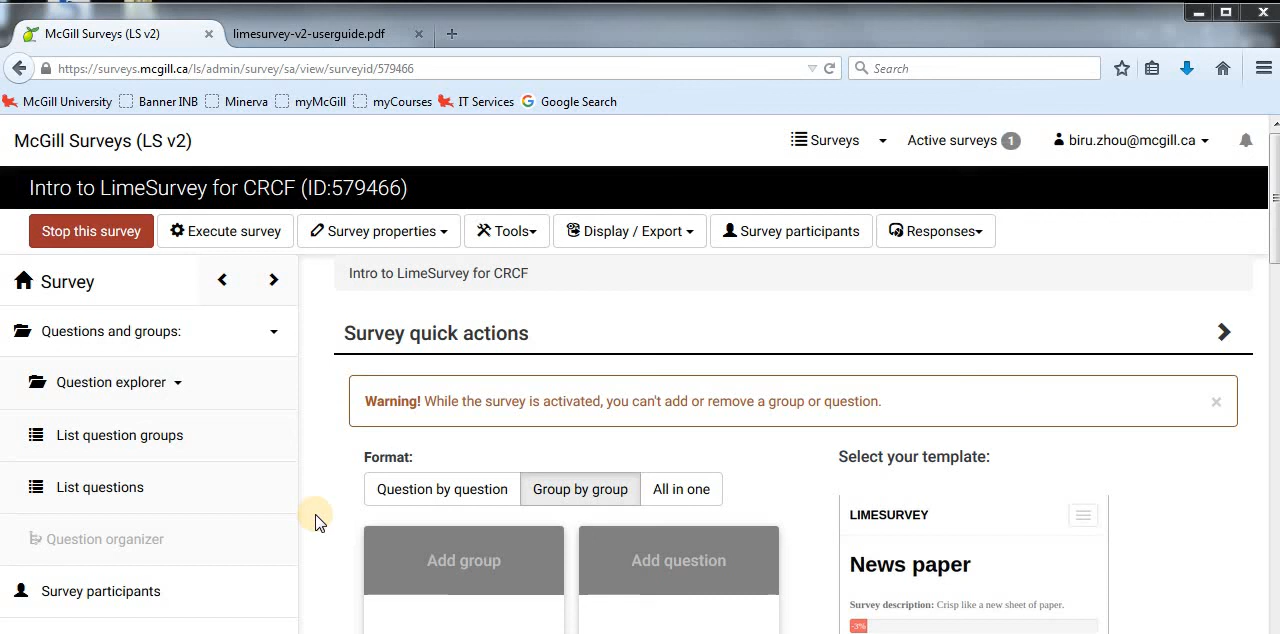 McGill Surveys (LS v2)
limesurvey-v2-userguide.pdf
https://surveys.mcgill.ca/ls/admin/survey/sa/view/surveyid/579466
Search
McGill University
Banner INB
Minerva
myMcGill
myCourses
IT Services
Google Search
McGill Surveys (LS v2)
Surveys
Active surveys 1
biru.zhou@mcgill.ca
Intro to LimeSurvey for CRCF (ID:579466)
Stop this survey
Execute survey
Survey properties
Tools
Display / Export
Survey participants
Responses
Survey
Intro to LimeSurvey for CRCF
Questions and groups:
Survey quick actions
Question explorer
Warning! While the survey is activated, you can't add or remove a group or question.
List question groups
Format:
Select your template:
List questions
Question by question
Group by group
All in one
LIMESURVEY
Question organizer
Add group
Add question
News paper
Survey participants
Survey description: Crisp like a new sheet of paper.
-3%